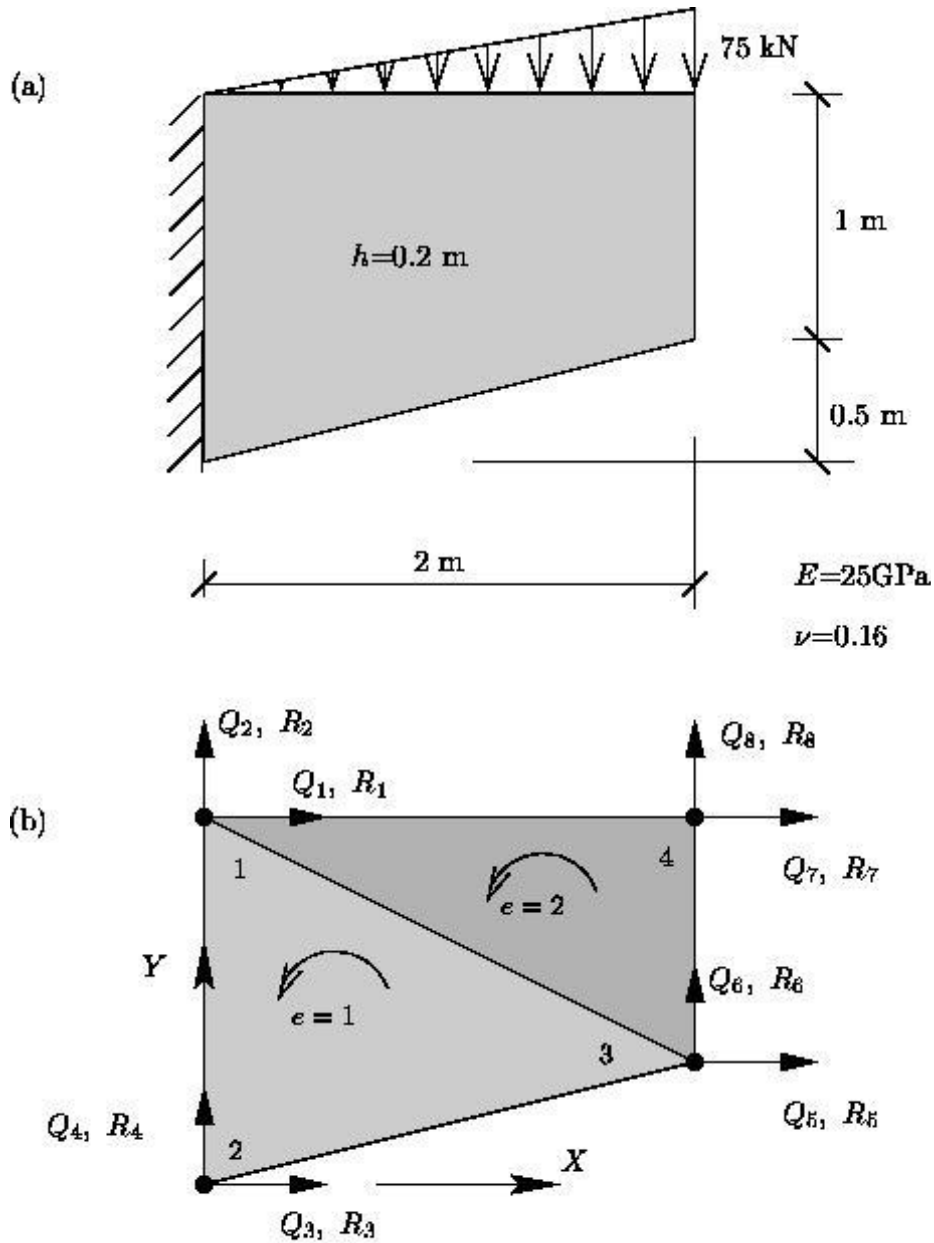 (a)
75 kN
1 m
h=0.2 m
0.5 m
2 m
E=25GPa
ν=0.16
(b)
Q2, R2
Q8, R8
Q1, R1
1
4
Q7, R7
e = 2
Y
Q6, R6
e = 1
3
Q5, R5
Q4, R4
2
X
Q3, R3